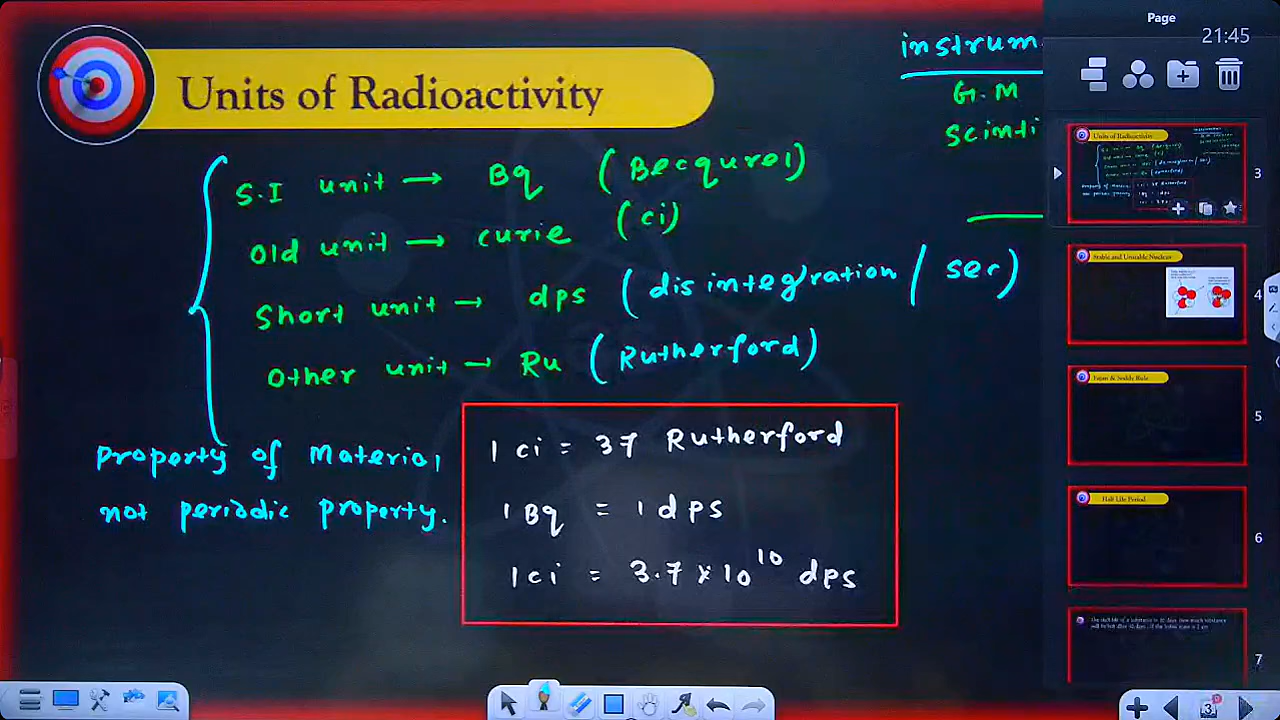 Units of Radioactivity
S.I unit → Bq (Becqurel)
Old unit → curie (ci)
Short unit → dps (disintegration / sec)
Other unit → Ru (Rutherford)
Property of Material
not periodic property.
1 ci = 37 Rutherford
1 Bq = 1 dps
1 ci = 3.7 × 10¹⁰ dps
instrum
G.M
Scinti
Page
21:45
Units of Radioactivity
3
Stable and Unstable Nucleus
4
Fajan & Soddy Rule
5
Half Life Period
6
7
3